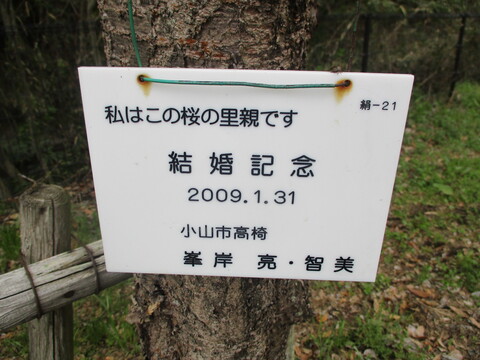 絹-21
私はこの桜の里親です
結婚記念
2009.1.31
小山市高椅
峯岸 亮・智美